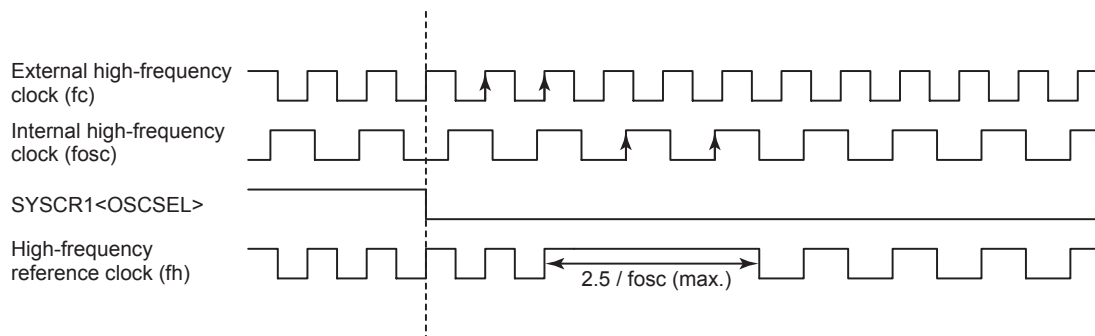 External high-frequency
clock (fc)
Internal high-frequency
clock (fosc)
SYSCR1<OSCSEL>
High-frequency
reference clock (fh)
2.5 / fosc (max.)